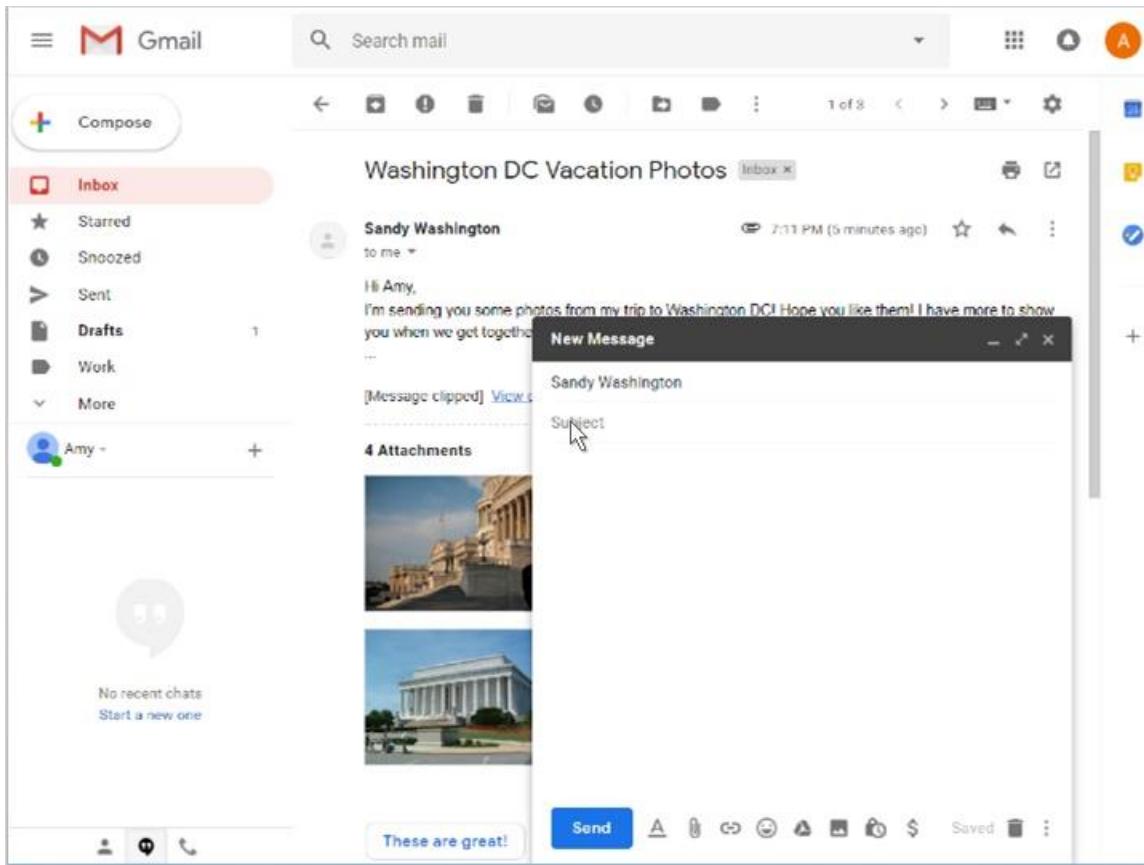 Gmail
Search mail
A
Compose
1 of 3
Inbox
Starred
Snoozed
Sent
Drafts 1
Work
More
Amy
No recent chats
Start a new one
Washington DC Vacation Photos Inbox ×
Sandy Washington 7:11 PM (5 minutes ago)
to me
Hi Amy,
I'm sending you some photos from my trip to Washington DC! Hope you like them! I have more to show
you when we get togethe
...
[Message clipped] View
4 Attachments
These are great!
New Message
Sandy Washington
Subject
Send Saved